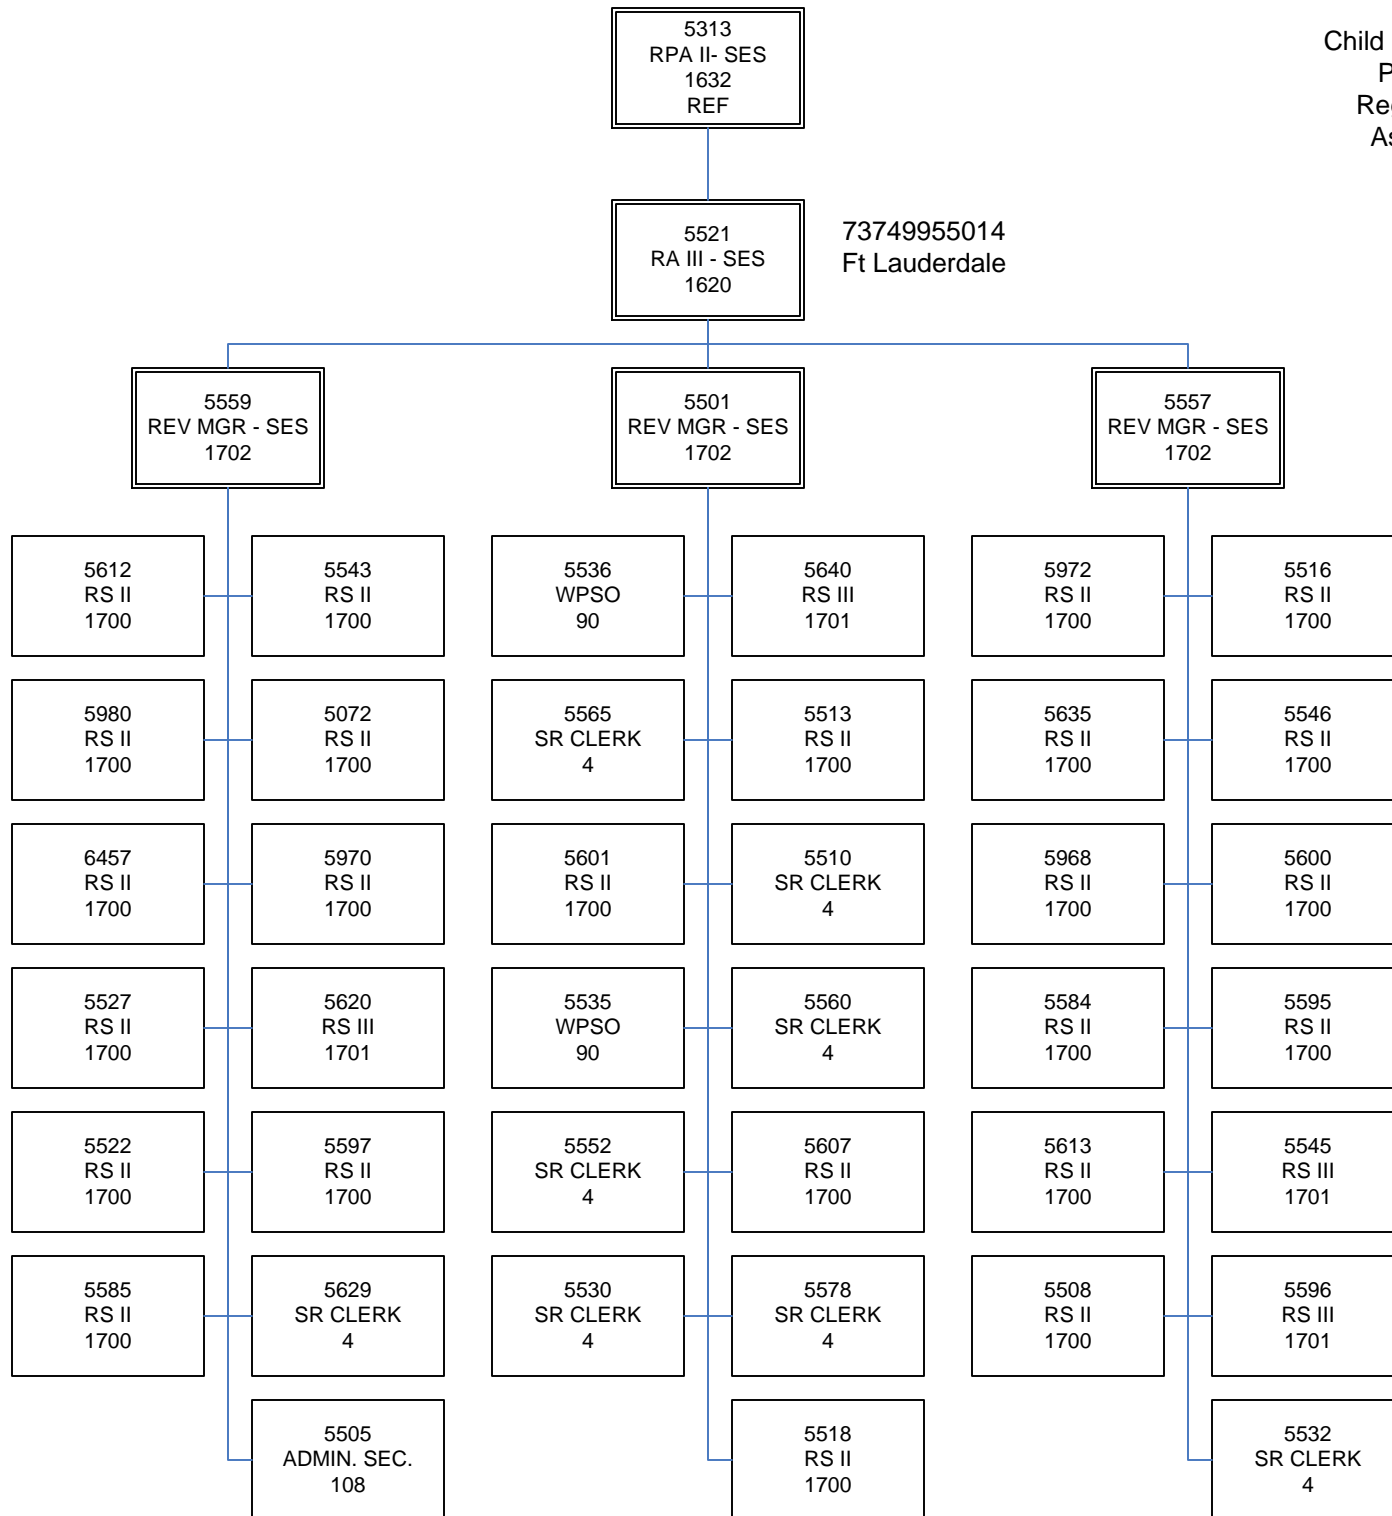 5313
RPA II- SES
1632
REF
Child
5521
RA III - SES
1620
73749955014
Ft Lauderdale
5559
REV MGR - SES
1702
5501
REV MGR - SES
1702
5557
REV MGR - SES
1702
5612
RS II
1700
5543
RS II
1700
5536
WPSO
90
5640
RS III
1701
5972
RS II
1700
5516
RS II
1700
5980
RS II
1700
5072
RS II
1700
5565
SR CLERK
4
5513
RS II
1700
5635
RS II
1700
5546
RS II
1700
6457
RS II
1700
5970
RS II
1700
5601
RS II
1700
5510
SR CLERK
4
5968
RS II
1700
5600
RS II
1700
5527
RS II
1700
5620
RS III
1701
5535
WPSO
90
5560
SR CLERK
4
5584
RS II
1700
5595
RS II
1700
5522
RS II
1700
5597
RS II
1700
5552
SR CLERK
4
5607
RS II
1700
5613
RS II
1700
5545
RS III
1701
5585
RS II
1700
5629
SR CLERK
4
5530
SR CLERK
4
5578
SR CLERK
4
5508
RS II
1700
5596
RS III
1701
5505
ADMIN. SEC.
108
5518
RS II
1700
5532
SR CLERK
4